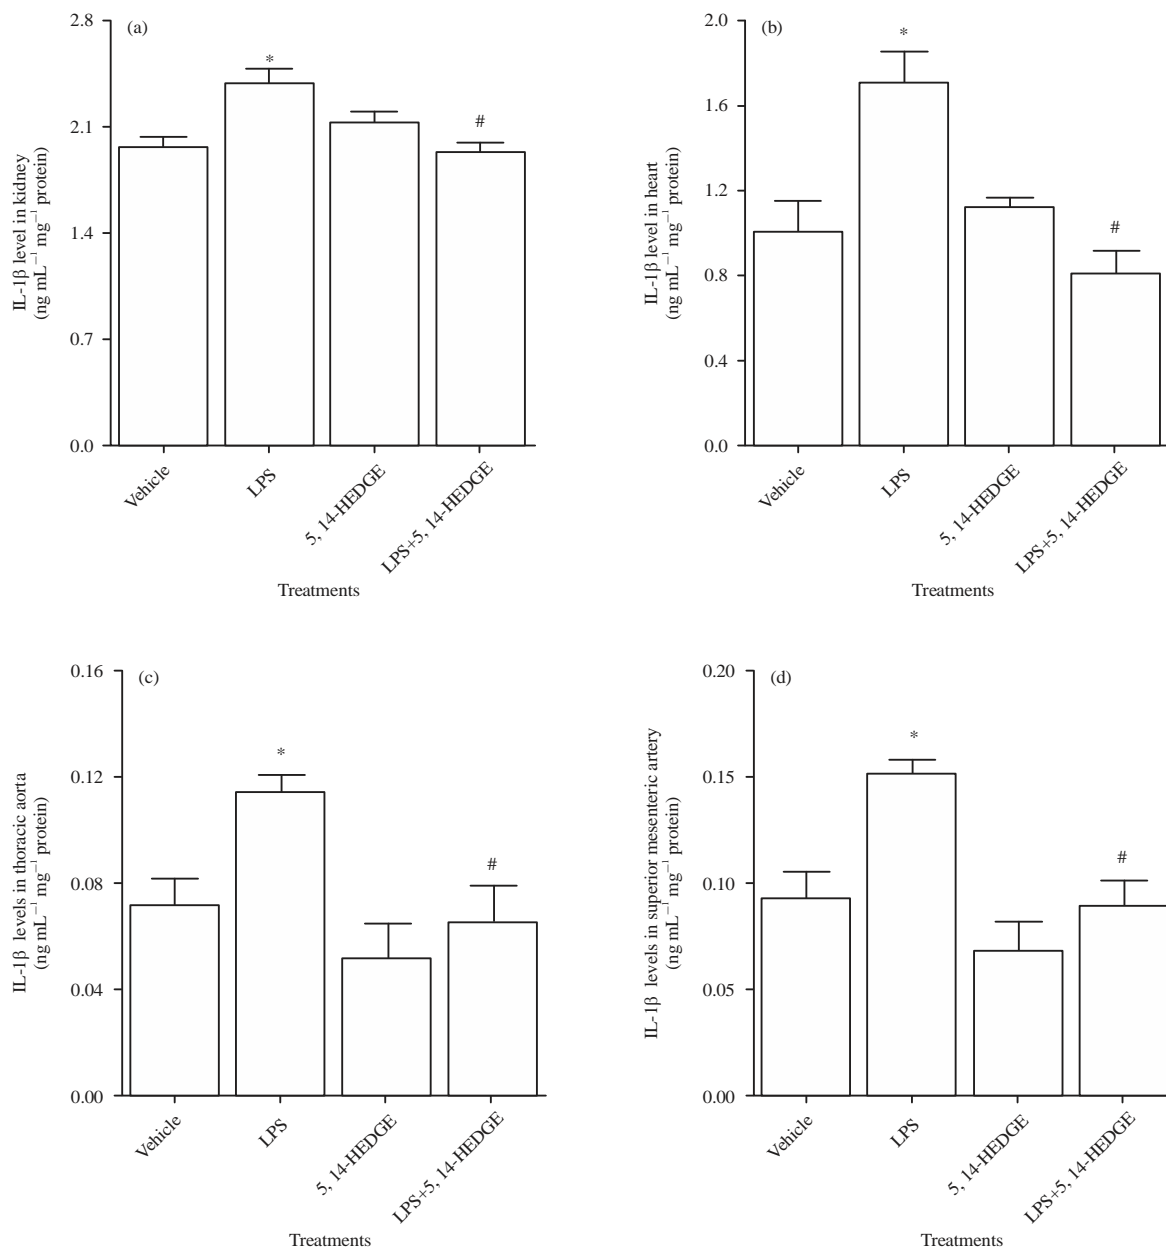 (a)
2.8
2.1
1.4
0.7
0.0
IL-1β level in kidney
(ng mL⁻¹ mg⁻¹ protein)
*
#
Vehicle
LPS
5, 14-HEDGE
LPS+5, 14-HEDGE
Treatments
(b)
2.0
1.6
1.2
0.8
0.4
0.0
IL-1β level in heart
(ng mL⁻¹ mg⁻¹ protein)
*
#
Vehicle
LPS
5, 14-HEDGE
LPS+5, 14-HEDGE
Treatments
(c)
0.16
0.12
0.08
0.04
0.00
IL-1β levels in thoracic aorta
(ng mL⁻¹ mg⁻¹ protein)
*
#
Vehicle
LPS
5, 14-HEDGE
LPS+5, 14-HEDGE
Treatments
(d)
0.20
0.15
0.10
0.05
0.00
IL-1β levels in superior mesenteric artery
(ng mL⁻¹ mg⁻¹ protein)
*
#
Vehicle
LPS
5, 14-HEDGE
LPS+5, 14-HEDGE
Treatments